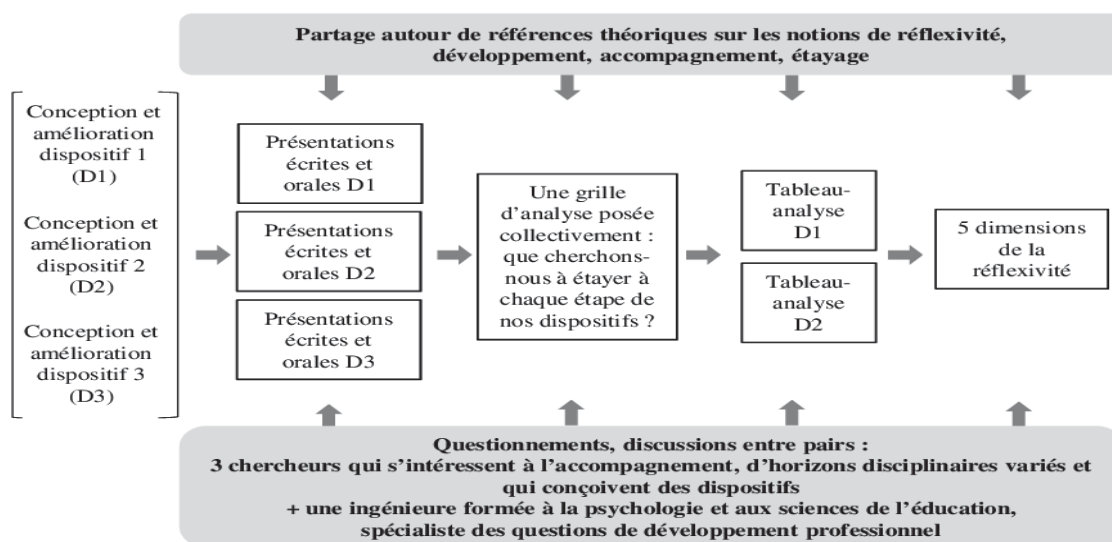 Partage autour de références théoriques sur les notions de réflexivité,
développement, accompagnement, étayage
Conception et
amélioration
dispositif 1
(D1)
Conception et
amélioration
dispositif 2
(D2)
Conception et
amélioration
dispositif 3
(D3)
Présentations
écrites et
orales D1
Présentations
écrites et
orales D2
Présentations
écrites et
orales D3
Une grille
d’analyse posée
collectivement :
que cherchons-
nous à étayer à
chaque étape de
nos dispositifs ?
Tableau-
analyse
D1
Tableau-
analyse
D2
5 dimensions
de la
réflexivité
Questionnements, discussions entre pairs :
3 chercheurs qui s’intéressent à l’accompagnement, d’horizons disciplinaires variés et
qui conçoivent des dispositifs
+ une ingénieure formée à la psychologie et aux sciences de l’éducation,
spécialiste des questions de développement professionnel